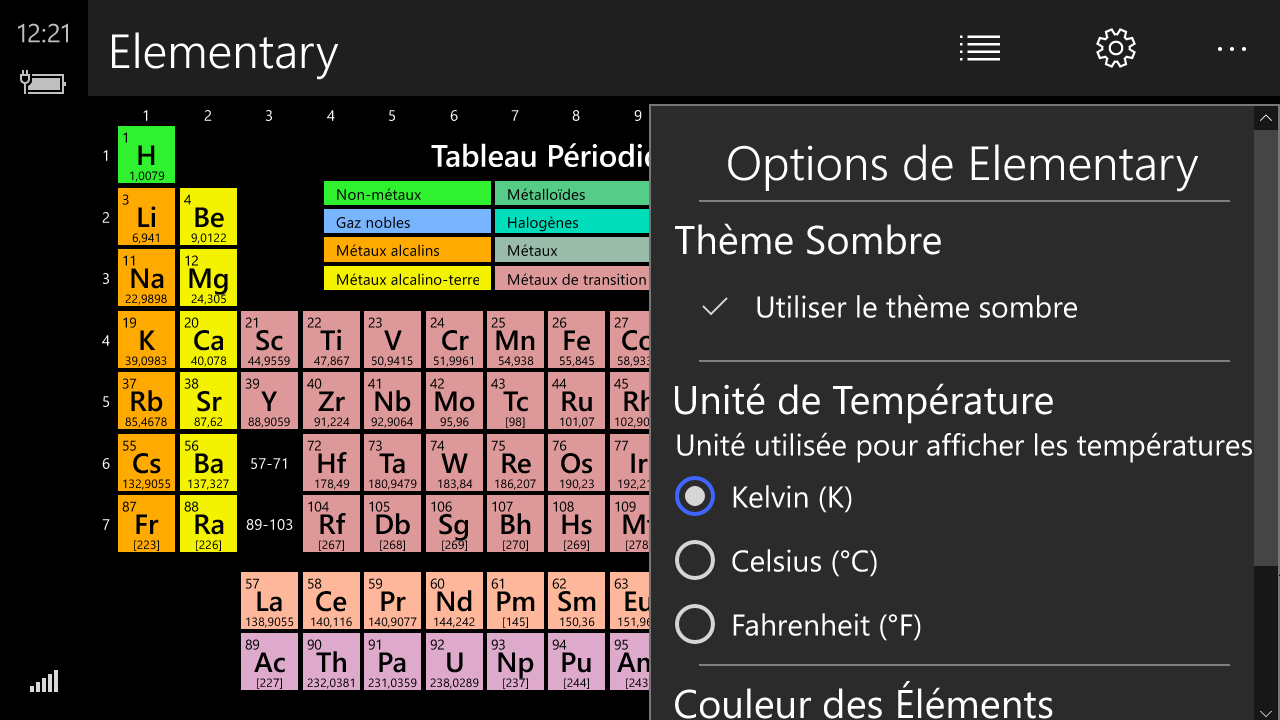 12:21
Elementary
1 2 3 4 5 6 7 8 9
Tableau Périodi
Non-métaux Métalloïdes
Gaz nobles Halogènes
Métaux alcalins Métaux
Métaux alcalino-terre Métaux de transition
1
1 H 1,0079
2
3 Li 6,941
4 Be 9,0122
3
11 Na 22,9898
12 Mg 24,305
4
19 K 39,0983
20 Ca 40,078
21 Sc 44,9559
22 Ti 47,867
23 V 50,9415
24 Cr 51,9961
25 Mn 54,938
26 Fe 55,845
27 Co 58,933
5
37 Rb 85,4678
38 Sr 87,62
39 Y 88,9059
40 Zr 91,224
41 Nb 92,9064
42 Mo 95,96
43 Tc [98]
44 Ru 101,07
45 Rh 102,90
6
55 Cs 132,9055
56 Ba 137,327
57-71
72 Hf 178,49
73 Ta 180,9479
74 W 183,84
75 Re 186,207
76 Os 190,23
77 Ir 192,21
7
87 Fr [223]
88 Ra [226]
89-103
104 Rf [267]
105 Db [268]
106 Sg [269]
107 Bh [270]
108 Hs [269]
109 Mt [278
57 La 138,9055
58 Ce 140,116
59 Pr 140,9077
60 Nd 144,242
61 Pm [145]
62 Sm 150,36
63 Eu 151,96
89 Ac [227]
90 Th 232,0381
91 Pa 231,0359
92 U 238,0289
93 Np [237]
94 Pu [244]
95 Am [243
Options de Elementary
Thème Sombre
Utiliser le thème sombre
Unité de Température
Unité utilisée pour afficher les températures
Kelvin (K)
Celsius (°C)
Fahrenheit (°F)
Couleur des Éléments